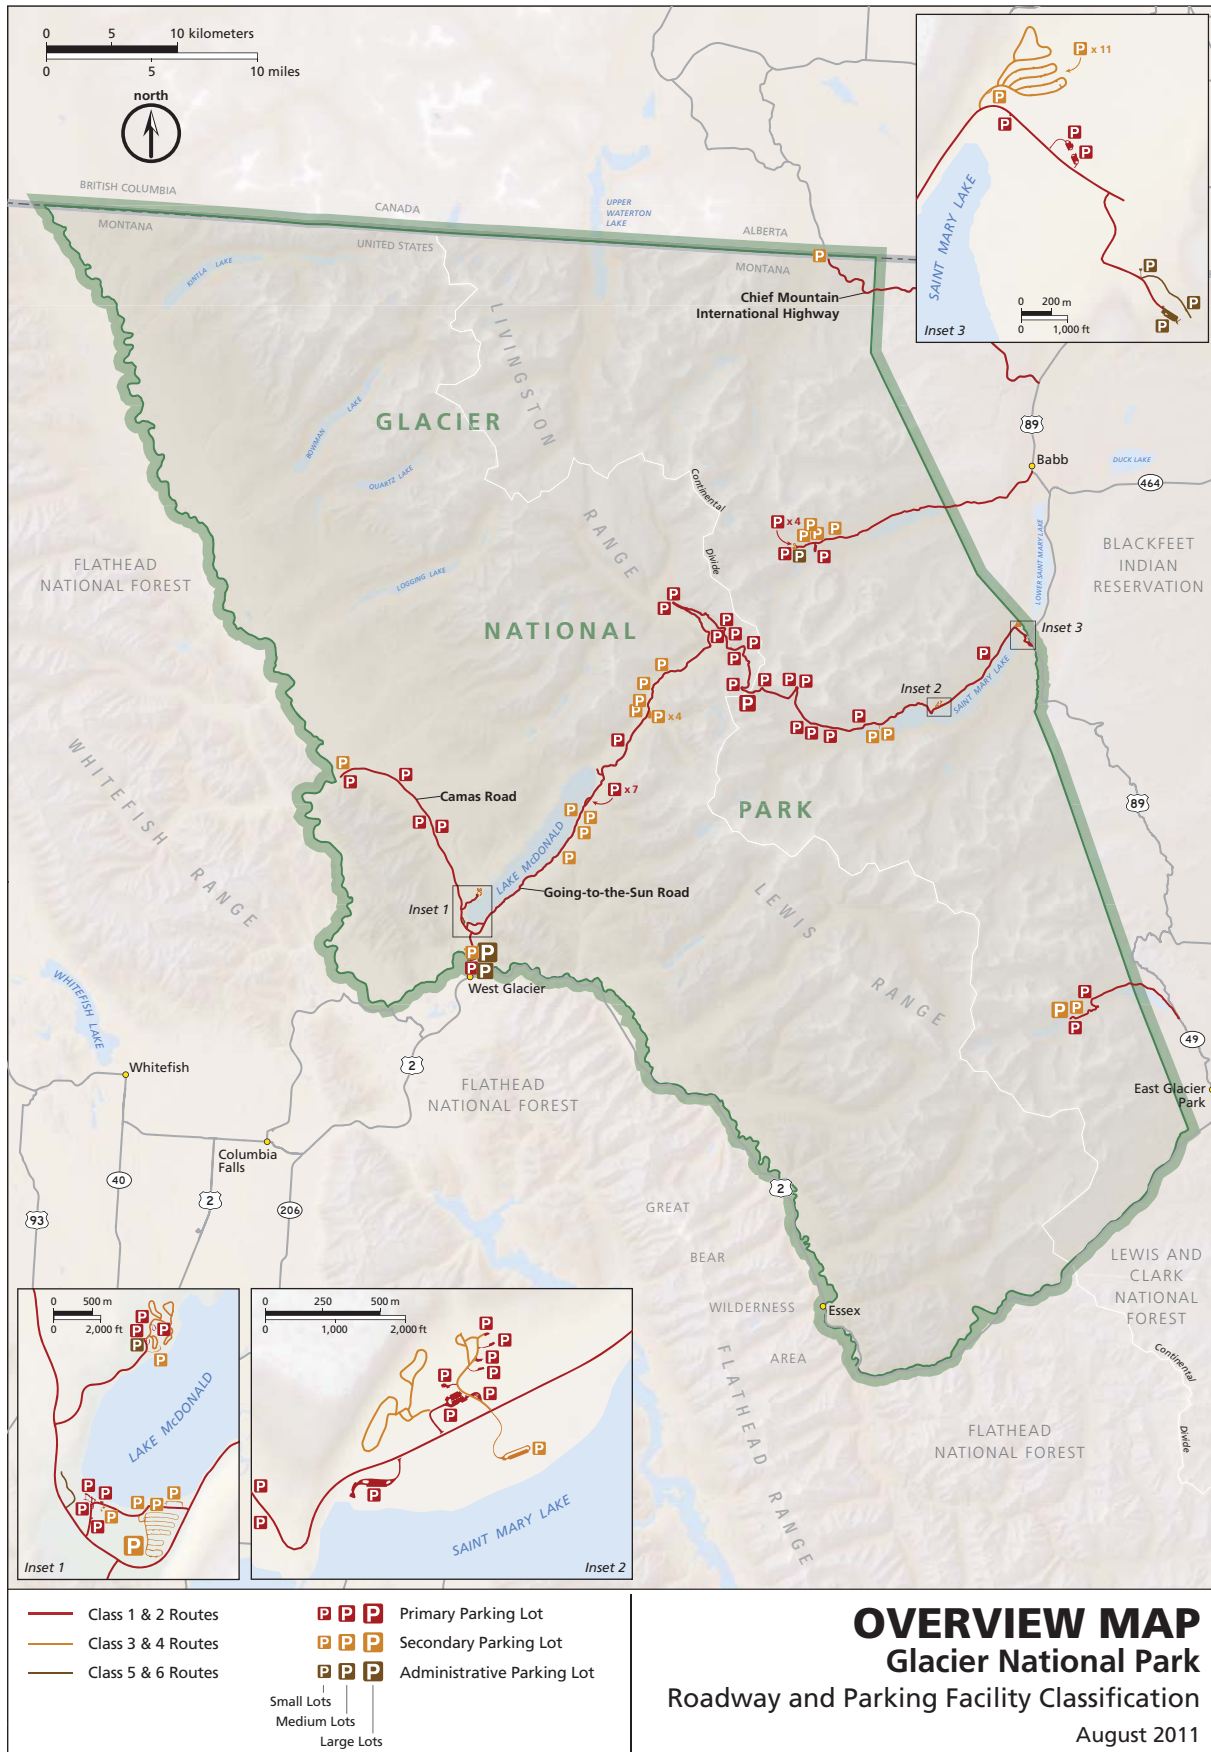 0 5 10 kilometers
0 5 10 miles
north
BRITISH COLUMBIA
MONTANA
CANADA
UNITED STATES
UPPER
WATERTON
LAKE
ALBERTA
MONTANA
KINTLA LAKE
Chief Mountain
International Highway
P
P x 11
P
P
P
P
SAINT MARY LAKE
P
P
P
0 200 m
0 1,000 ft
Inset 3
LIVINGSTON
RANGE
GLACIER
NATIONAL
PARK
BOWMAN LAKE
QUARTZ LAKE
LOGGING LAKE
Continental
Divide
89
Babb
DUCK LAKE
464
LOWER SAINT MARY LAKE
BLACKFEET
INDIAN
RESERVATION
FLATHEAD
NATIONAL FOREST
P x 4
P P P P
P P P
P P
P P P P P
P P P P P
P P P P
P x 4
P
P P P P P P
Inset 3
P
Inset 2
SAINT MARY LAKE
WHITEFISH
RANGE
P P P
P P
Camas Road
P x 7
P P P P
LAKE McDONALD
Going-to-the-Sun Road
Inset 1
P P
P P
West Glacier
89
LEWIS
RANGE
P
P P
P
49
East Glacier
Park
WHITEFISH LAKE
Whitefish
2
FLATHEAD
NATIONAL FOREST
Columbia
Falls
40
2
206
93
2
GREAT
BEAR
WILDERNESS
AREA
Essex
FLATHEAD
RANGE
LEWIS AND
CLARK
NATIONAL
FOREST
Continental
Divide
FLATHEAD
NATIONAL FOREST
0 500 m
0 2,000 ft
P
P P
P P
LAKE McDONALD
P P P P P
P P P
P
Inset 1
0 250 500 m
0 1,000 2,000 ft
P
P
P
P P
P
P
P
P
P
P
SAINT MARY LAKE
Inset 2
Class 1 & 2 Routes
Class 3 & 4 Routes
Class 5 & 6 Routes
P P P Primary Parking Lot
P P P Secondary Parking Lot
P P P Administrative Parking Lot
Small Lots
Medium Lots
Large Lots
OVERVIEW MAP
Glacier National Park
Roadway and Parking Facility Classification
August 2011